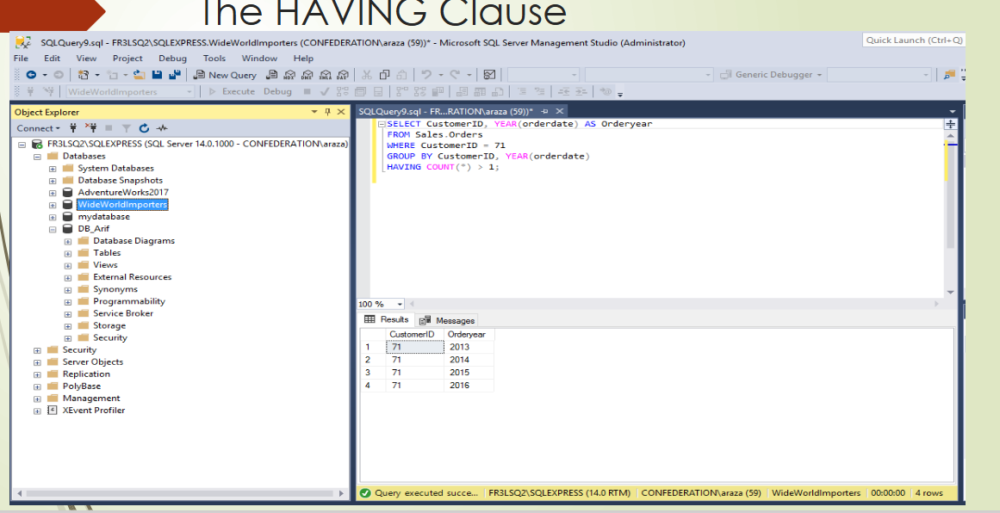 The HAVING Clause
SQLQuery9.sql - FR3LSQ2\SQLEXPRESS.WideWorldImporters (CONFEDERATION\araza (59))* - Microsoft SQL Server Management Studio (Administrator)
Quick Launch (Ctrl+Q)
File Edit View Project Debug Tools Window Help
New Query
Generic Debugger
WideWorldImporters
Execute Debug
Object Explorer
SQLQuery9.sql - FR...RATION\araza (59))*
Connect
FR3LSQ2\SQLEXPRESS (SQL Server 14.0.1000 - CONFEDERATION\araza)
Databases
System Databases
Database Snapshots
AdventureWorks2017
WideWorldImporters
mydatabase
DB_Arif
Database Diagrams
Tables
Views
External Resources
Synonyms
Programmability
Service Broker
Storage
Security
Security
Server Objects
Replication
PolyBase
Management
XEvent Profiler
SELECT CustomerID, YEAR(orderdate) AS Orderyear
FROM Sales.Orders
WHERE CustomerID = 71
GROUP BY CustomerID, YEAR(orderdate)
HAVING COUNT(*) > 1;
100 %
Results Messages
CustomerID Orderyear
1 71 2013
2 71 2014
3 71 2015
4 71 2016
Query executed succe... FR3LSQ2\SQLEXPRESS (14.0 RTM) CONFEDERATION\araza (59) WideWorldImporters 00:00:00 4 rows